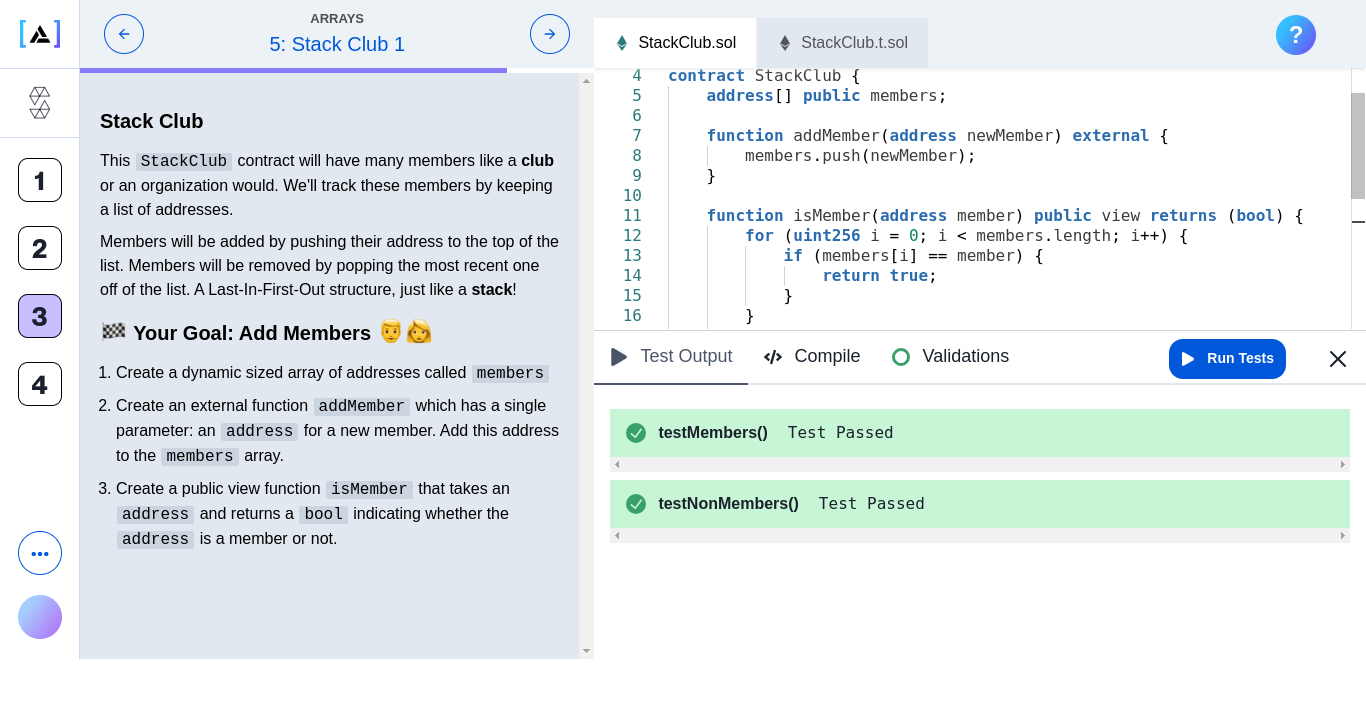 ARRAYS
5: Stack Club 1
StackClub.sol
StackClub.t.sol
?
1
2
3
4
Stack Club
This StackClub contract will have many members like a club
or an organization would. We'll track these members by keeping
a list of addresses.
Members will be added by pushing their address to the top of the
list. Members will be removed by popping the most recent one
off of the list. A Last-In-First-Out structure, just like a stack!
🏁 Your Goal: Add Members 👨👩
1. Create a dynamic sized array of addresses called members
2. Create an external function addMember which has a single
parameter: an address for a new member. Add this address
to the members array.
3. Create a public view function isMember that takes an
address and returns a bool indicating whether the
address is a member or not.
4 contract StackClub {
5 address[] public members;
6
7 function addMember(address newMember) external {
8 members.push(newMember);
9 }
10
11 function isMember(address member) public view returns (bool) {
12 for (uint256 i = 0; i < members.length; i++) {
13 if (members[i] == member) {
14 return true;
15 }
16 }
Test Output
Compile
Validations
Run Tests
testMembers() Test Passed
testNonMembers() Test Passed